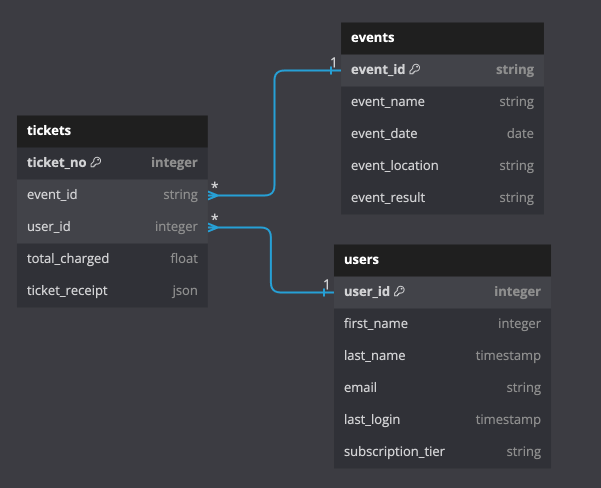 tickets
ticket_no integer
event_id string
user_id integer
total_charged float
ticket_receipt json
*
*
1
1
events
event_id string
event_name string
event_date date
event_location string
event_result string
users
user_id integer
first_name integer
last_name timestamp
email string
last_login timestamp
subscription_tier string